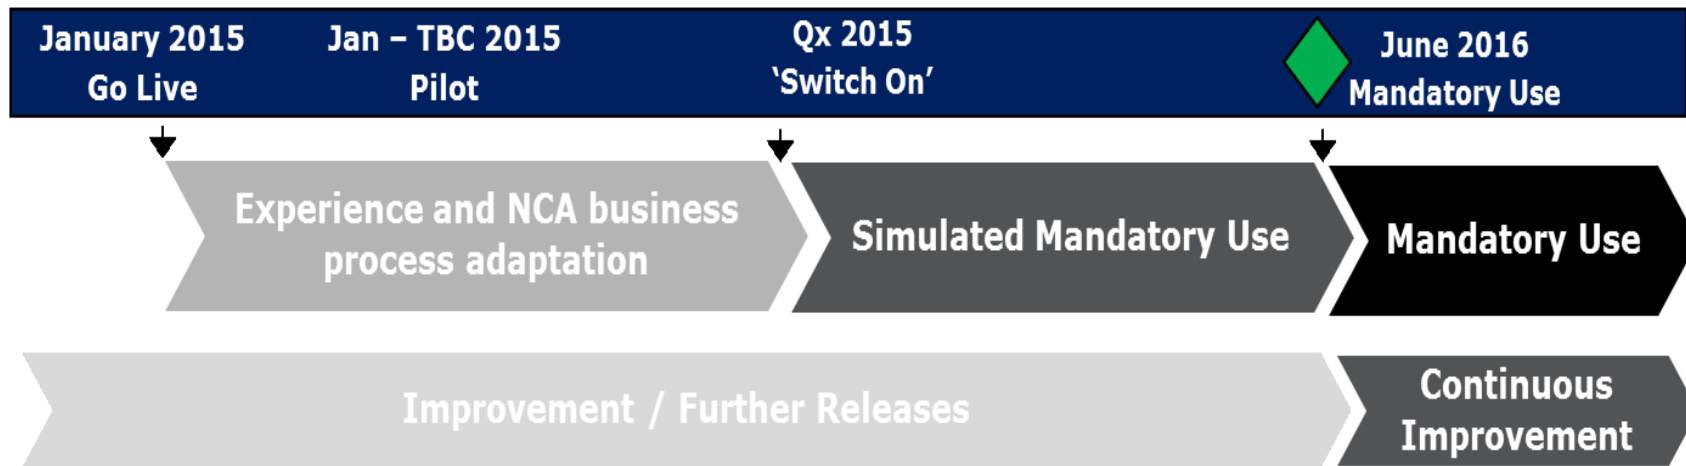 January 2015
Go Live
Jan – TBC 2015
Pilot
Qx 2015
‘Switch On’
June 2016
Mandatory Use
Experience and NCA business
process adaptation
Simulated Mandatory Use
Mandatory Use
Improvement / Further Releases
Continuous
Improvement